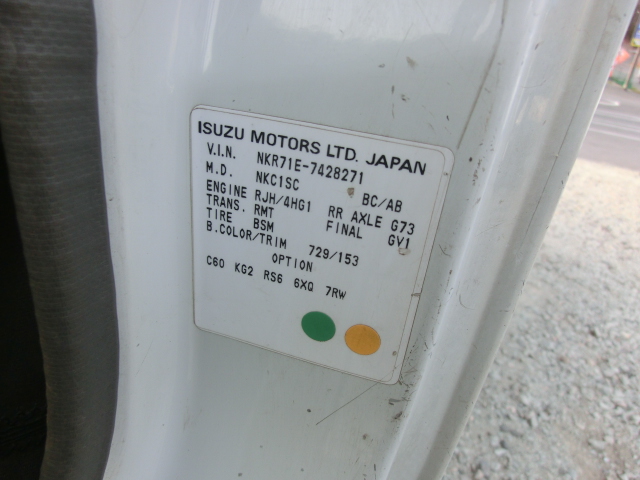 ISUZU MOTORS LTD. JAPAN
V.I.N. NKR71E-7428271
M.D. NKC1SC BC/AB
ENGINE RJH/4HG1 RR AXLE G73
TRANS. RMT FINAL GV1
TIRE BSM
B.COLOR/TRIM 729/153
OPTION
C60 KG2 RS6 6XQ 7RW